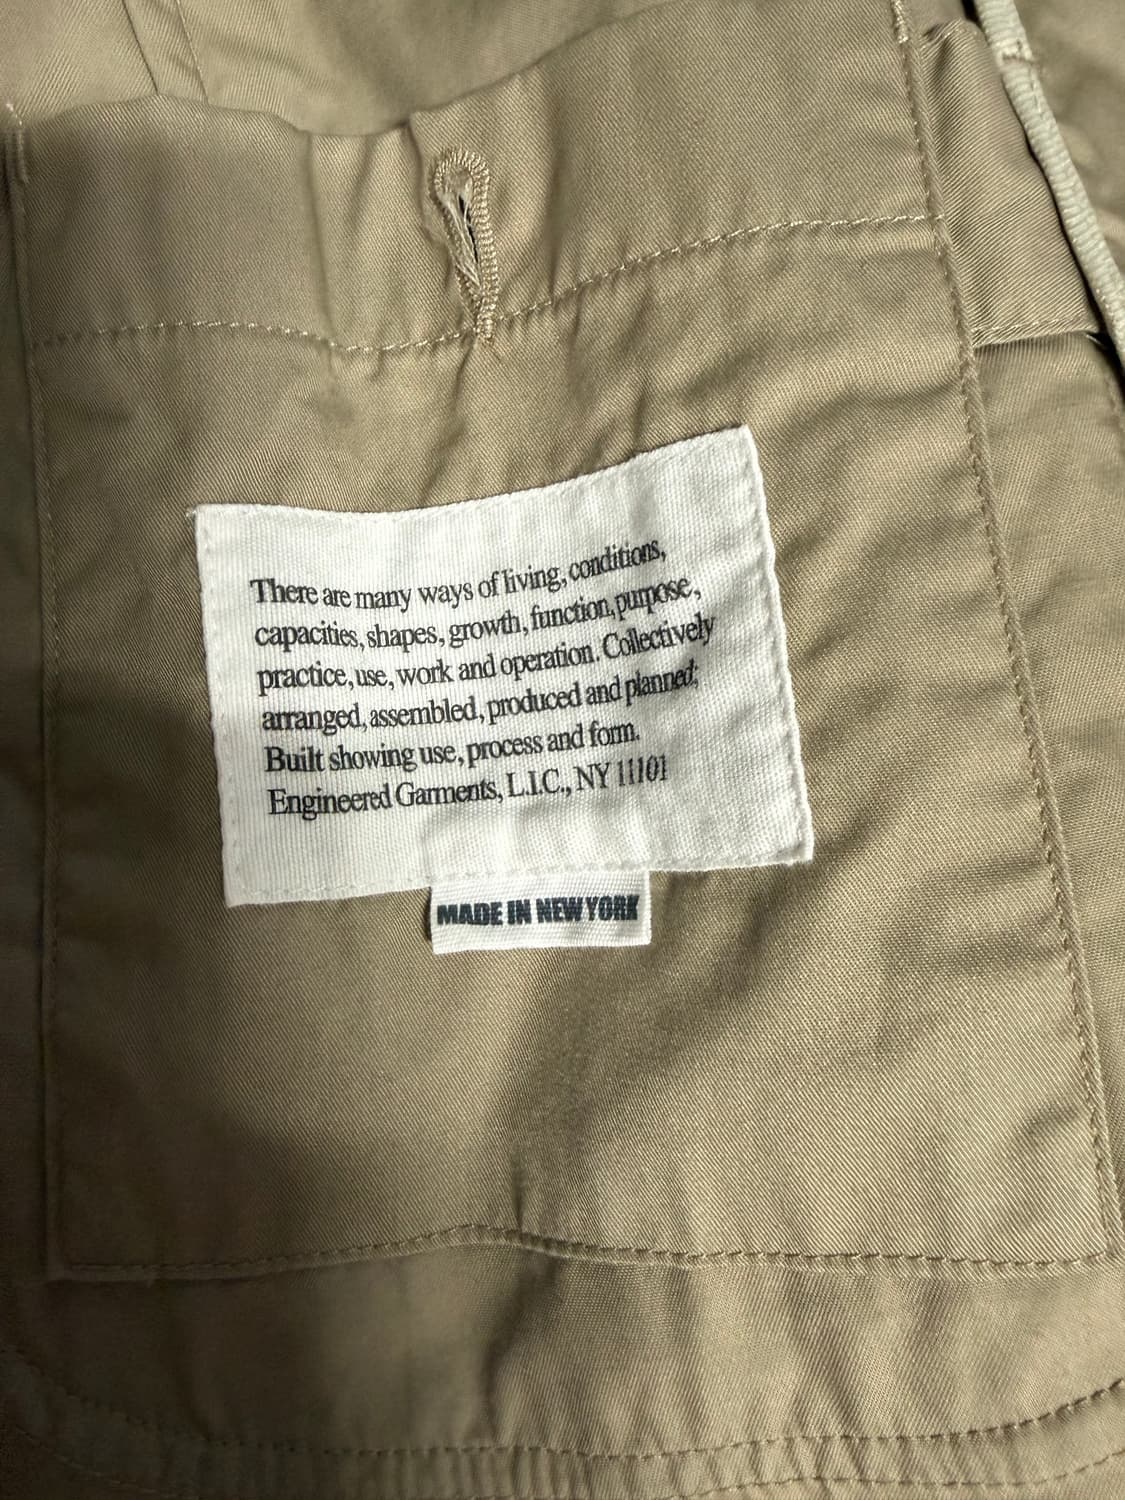 There are many ways of living, conditions,
capacities, shapes, growth, function, purpose,
practice, use, work and operation. Collectively
arranged, assembled, produced and planned;
Built showing use, process and form.
Engineered Garments, L.I.C., NY 11101
MADE IN NEW YORK